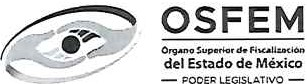 OSFEM
Órgano Superior de Fiscalización
del Estado de México
PODER LEGISLATIVO